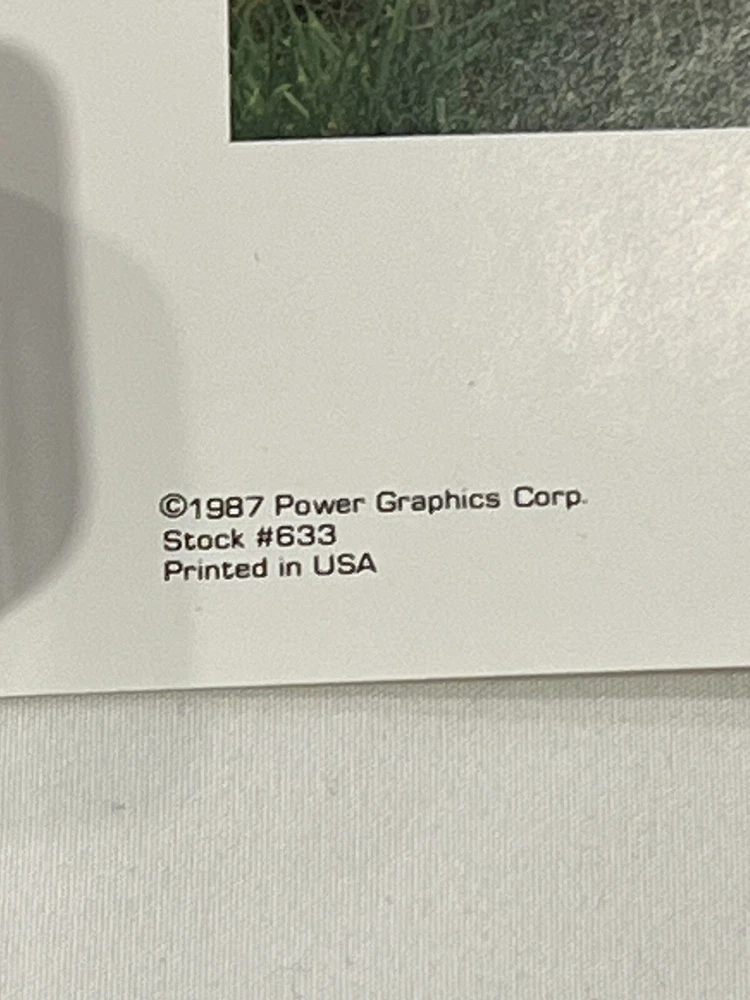 ©1987 Power Graphics Corp.
Stock #633
Printed in USA